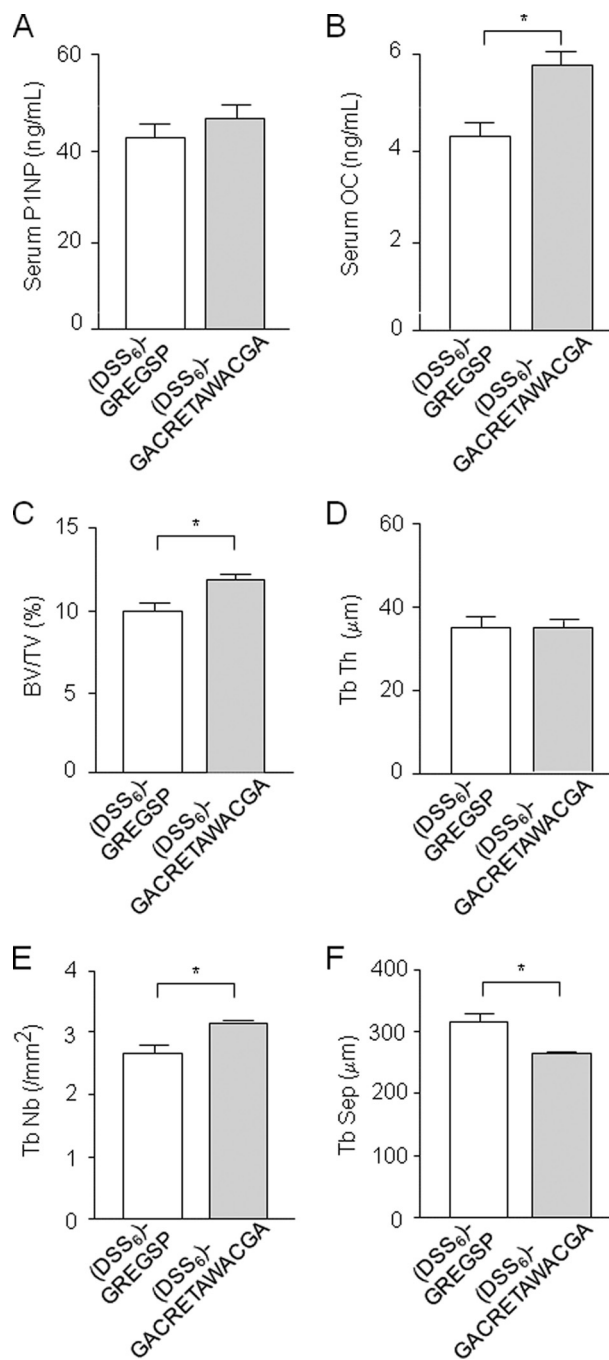 A
Serum P1NP (ng/mL)
60
40
20
0
(DSS6)-
GREGSP
(DSS6)-
GACRETAWACGA
B
Serum OC (ng/mL)
*
6
4
2
0
(DSS6)-
GREGSP
(DSS6)-
GACRETAWACGA
C
BV/TV (%)
*
15
10
5
0
(DSS6)-
GREGSP
(DSS6)-
GACRETAWACGA
D
Tb Th (μm)
60
40
20
0
(DSS6)-
GREGSP
(DSS6)-
GACRETAWACGA
E
Tb Nb (/mm2)
*
4
3
2
1
0
(DSS6)-
GREGSP
(DSS6)-
GACRETAWACGA
F
Tb Sep (μm)
*
400
300
200
100
0
(DSS6)-
GREGSP
(DSS6)-
GACRETAWACGA